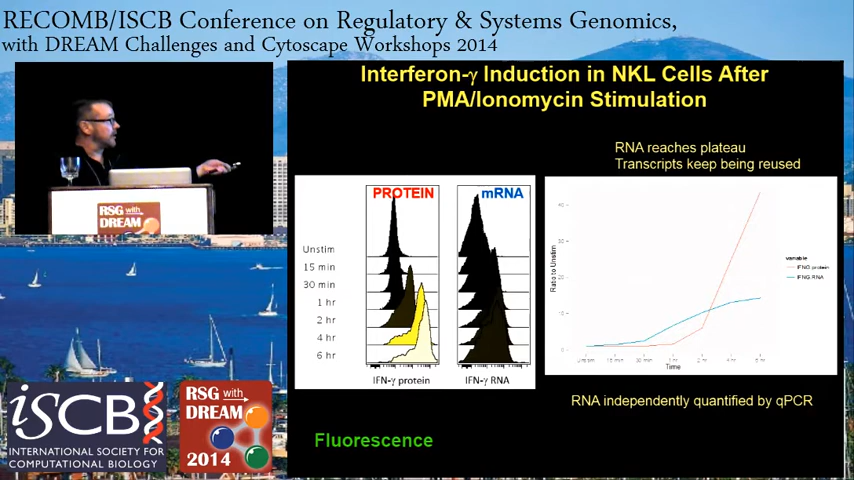 RECOMB/ISCB Conference on Regulatory & Systems Genomics,
with DREAM Challenges and Cytoscape Workshops 2014
Interferon-γ Induction in NKL Cells After
PMA/Ionomycin Stimulation
RNA reaches plateau
Transcripts keep being reused
PROTEIN
mRNA
Unstim
15 min
30 min
1 hr
2 hr
4 hr
6 hr
IFN-γ protein
IFN-γ RNA
Ratio to Unstim
Time
variable
IFNG protein
IFNG RNA
RNA independently quantified by qPCR
Fluorescence
RSG with
DREAM
iSCB
INTERNATIONAL SOCIETY FOR
COMPUTATIONAL BIOLOGY
RSG with
DREAM
2014